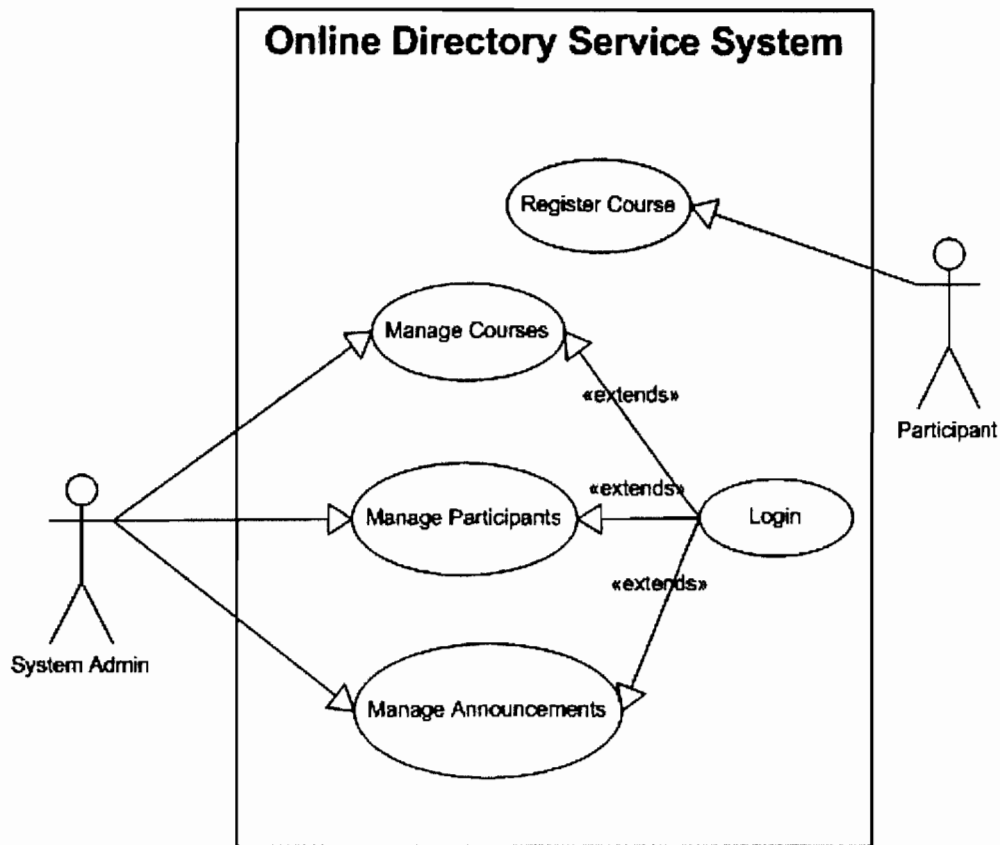 Online Directory Service System
Register Course
Manage Courses
«extends»
Participant
«extends»
Manage Participants
Login
«extends»
System Admin
Manage Announcements